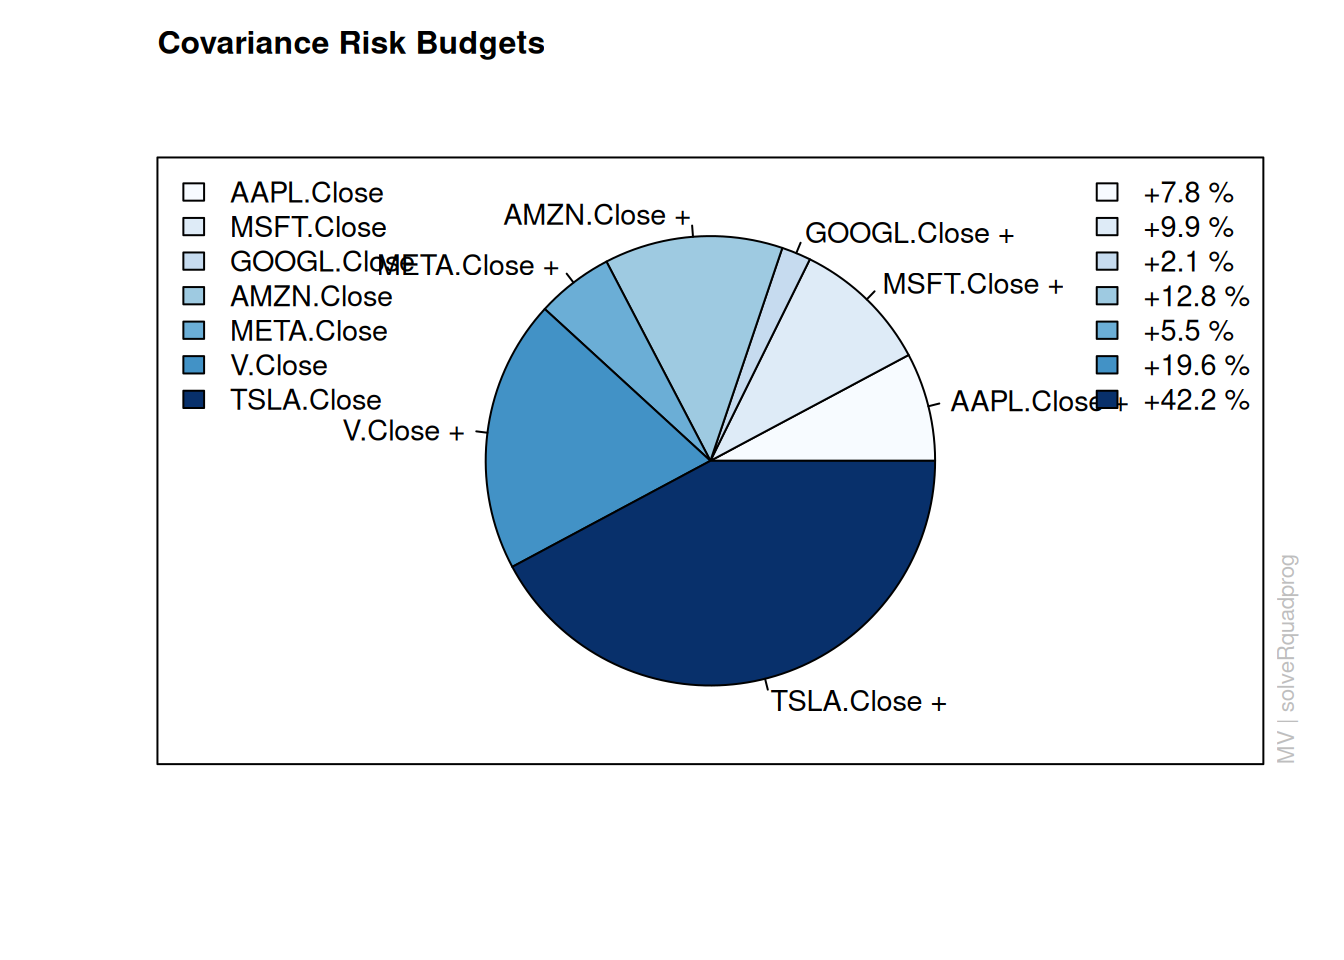 Covariance Risk Budgets
AAPL.Close
MSFT.Close
GOOGL.Close
AMZN.Close
META.Close
V.Close
TSLA.Close
AMZN.Close +
META.Close +
V.Close +
GOOGL.Close +
MSFT.Close +
AAPL.Close +
TSLA.Close +
+7.8 %
+9.9 %
+2.1 %
+12.8 %
+5.5 %
+19.6 %
+42.2 %
MV | solveRquadprog